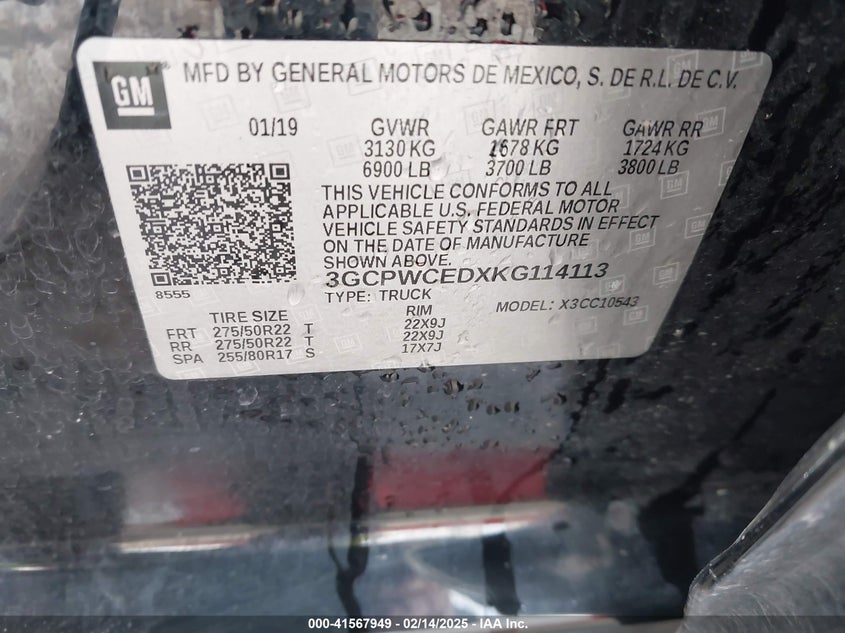 GM
MFD BY GENERAL MOTORS DE MEXICO, S. DE R.L. DE C.V.
01/19 GVWR GAWR FRT GAWR RR
3130 KG 1678 KG 1724 KG
6900 LB 3700 LB 3800 LB
THIS VEHICLE CONFORMS TO ALL
APPLICABLE U.S. FEDERAL MOTOR
VEHICLE SAFETY STANDARDS IN EFFECT
ON THE DATE OF MANUFACTURE
SHOWN ABOVE.
3GCPWCEDXKG114113
8555 TYPE: TRUCK MODEL: X3CC10543
TIRE SIZE RIM
FRT 275/50R22 T 22X9J
RR 275/50R22 T 22X9J
SPA 255/80R17 S 17X7J
000-41567949 / 02/14/2025 - © IAA Inc.